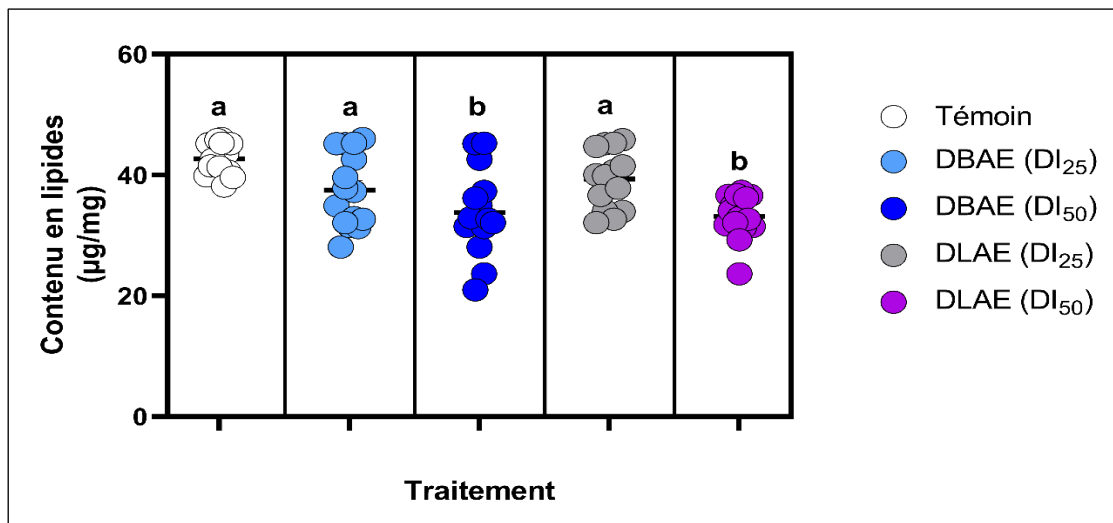 60
40
20
0
Contenu en lipides
(µg/mg)
a
a
b
a
b
Traitement
Témoin
DBAE (DI₂₅)
DBAE (DI₅₀)
DLAE (DI₂₅)
DLAE (DI₅₀)